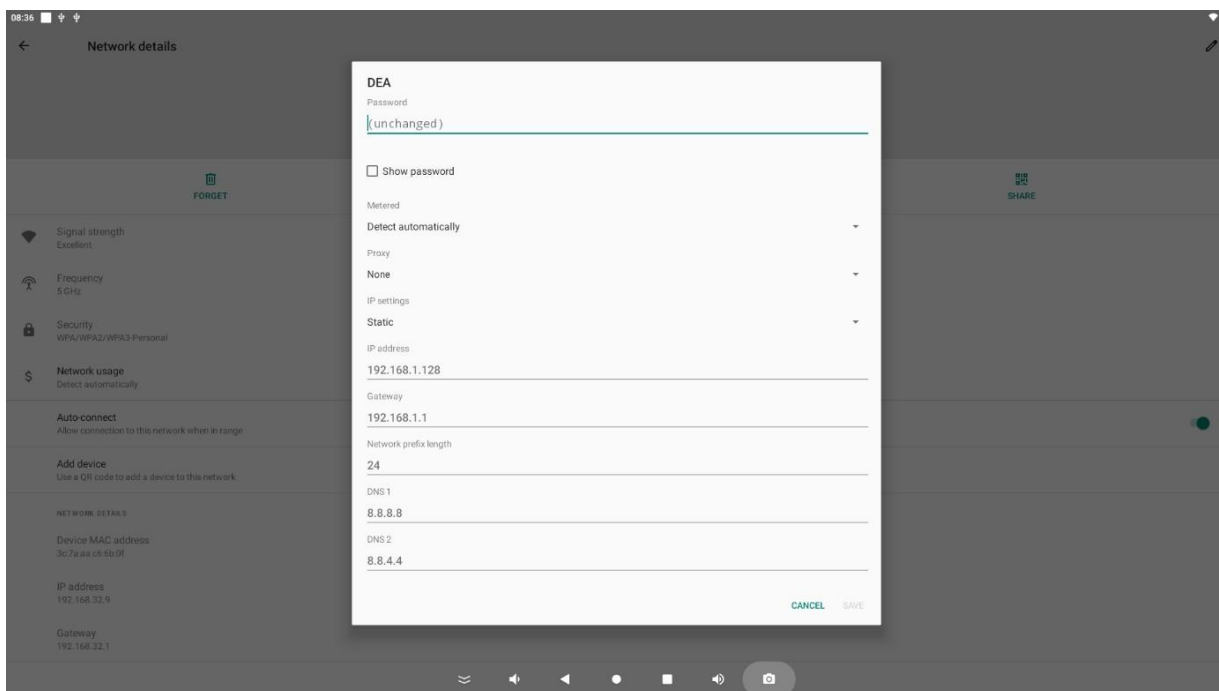 08:36
Network details
DEA
Password
(unchanged)
Show password
FORGET
SHARE
Metered
Detect automatically
Proxy
None
IP settings
Static
IP address
192.168.1.128
Gateway
192.168.1.1
Network prefix length
24
DNS 1
8.8.8.8
DNS 2
8.8.4.4
CANCEL SAVE
Signal strength
Excellent
Frequency
5 GHz
Security
WPA/WPA2/WPA3-Personal
Network usage
Detect automatically
Auto-connect
Allow connection to this network when in range
Add device
Use a QR code to add a device to this network
NETWORK DETAILS
Device MAC address
3c:7a:aa:c6:6b:0f
IP address
192.168.32.9
Gateway
192.168.32.1